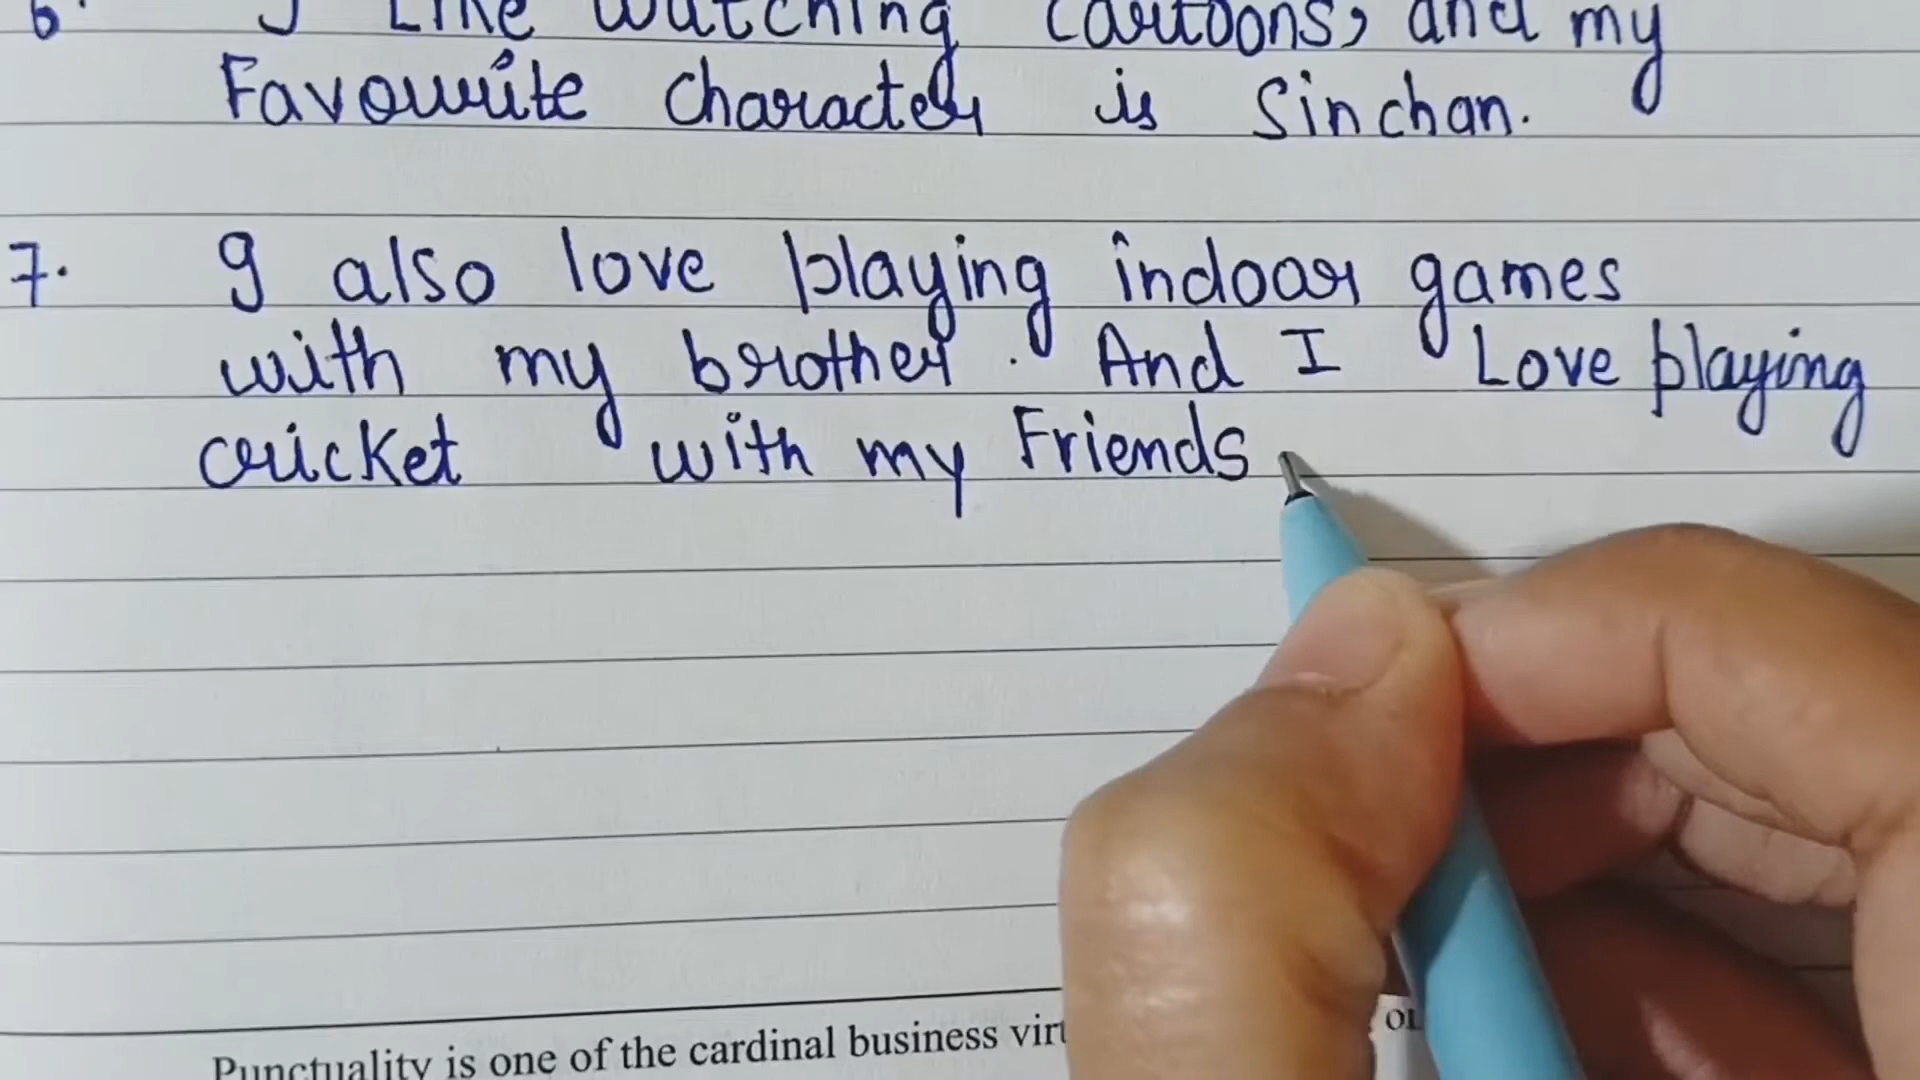 6. I Like watching cartoons, and my
Favourite character is Sinchan.
7. I also love playing indoor games
with my brother. And I Love playing
cricket with my Friends
Punctuality is one of the cardinal business